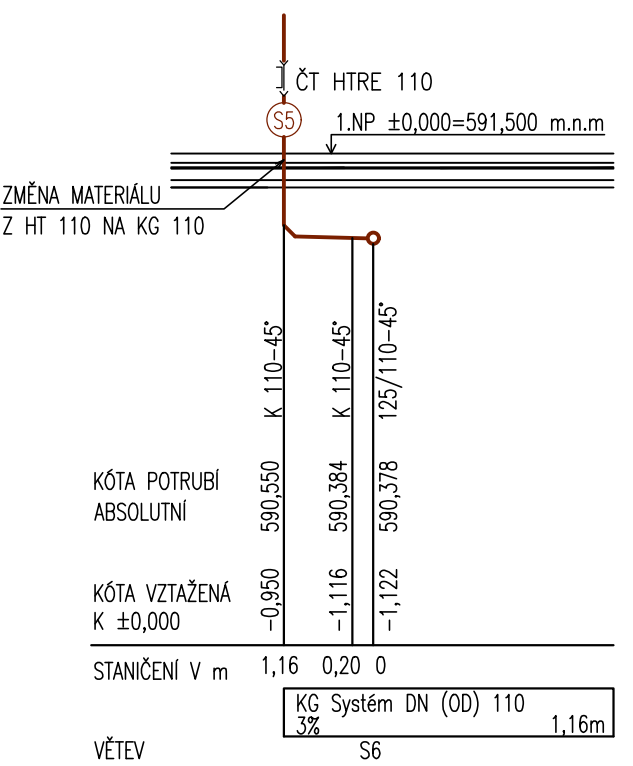 ČT HTRE 110
S5
1.NP ±0,000=591,500 m.n.m
ZMĚNA MATERIÁLU
Z HT 110 NA KG 110
K 110-45°
K 110-45°
125/110-45°
KÓTA POTRUBÍ
ABSOLUTNÍ
590,550
590,384
590,378
KÓTA VZTAŽENÁ
K ±0,000
-0,950
-1,116
-1,122
STANIČENÍ V m
1,16 0,20 0
KG Systém DN (OD) 110
3% 1,16m
VĚTEV S6